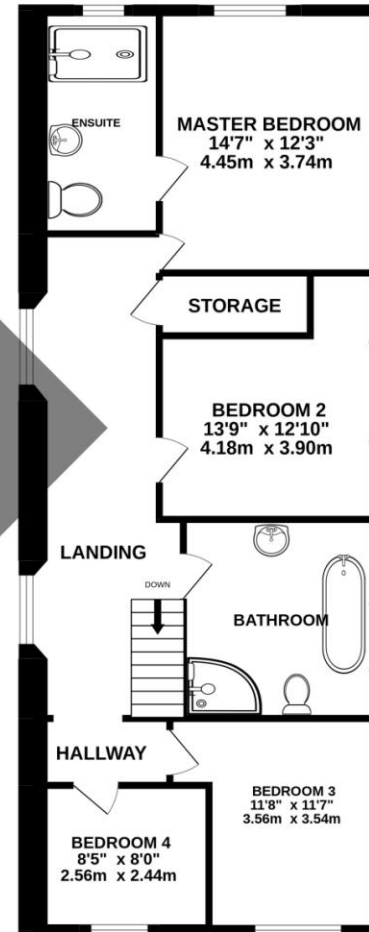 ENSUITE
MASTER BEDROOM
14'7" x 12'3"
4.45m x 3.74m
STORAGE
BEDROOM 2
13'9" x 12'10"
4.18m x 3.90m
LANDING
DOWN
BATHROOM
HALLWAY
BEDROOM 3
11'8" x 11'7"
3.56m x 3.54m
BEDROOM 4
8'5" x 8'0"
2.56m x 2.44m